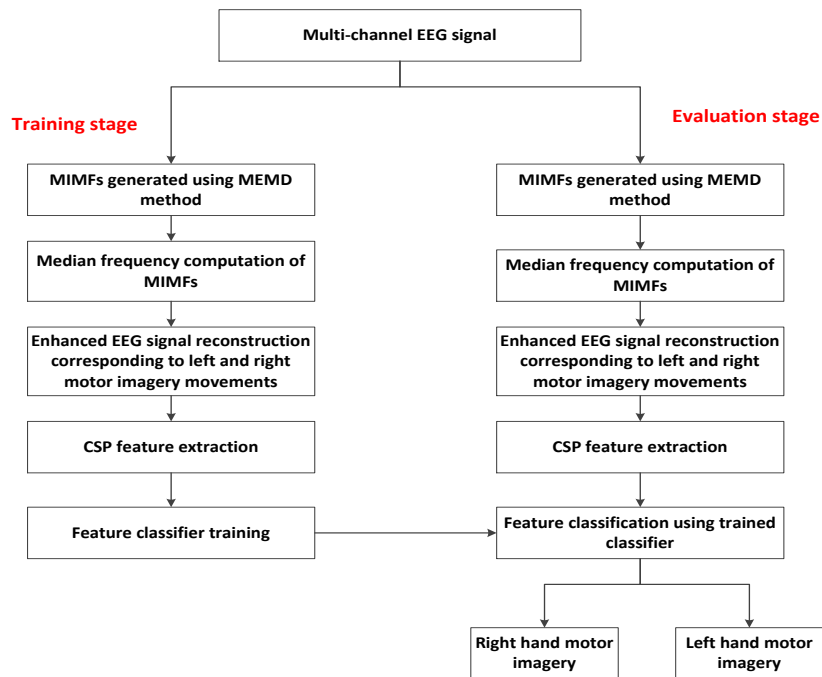 Multi-channel EEG signal
Training stage
Evaluation stage
MIMFs generated using MEMD
method
MIMFs generated using MEMD
method
Median frequency computation of
MIMFs
Median frequency computation of
MIMFs
Enhanced EEG signal reconstruction
corresponding to left and right
motor imagery movements
Enhanced EEG signal reconstruction
corresponding to left and right
motor imagery movements
CSP feature extraction
CSP feature extraction
Feature classifier training
Feature classification using trained
classifier
Right hand motor
imagery
Left hand motor
imagery